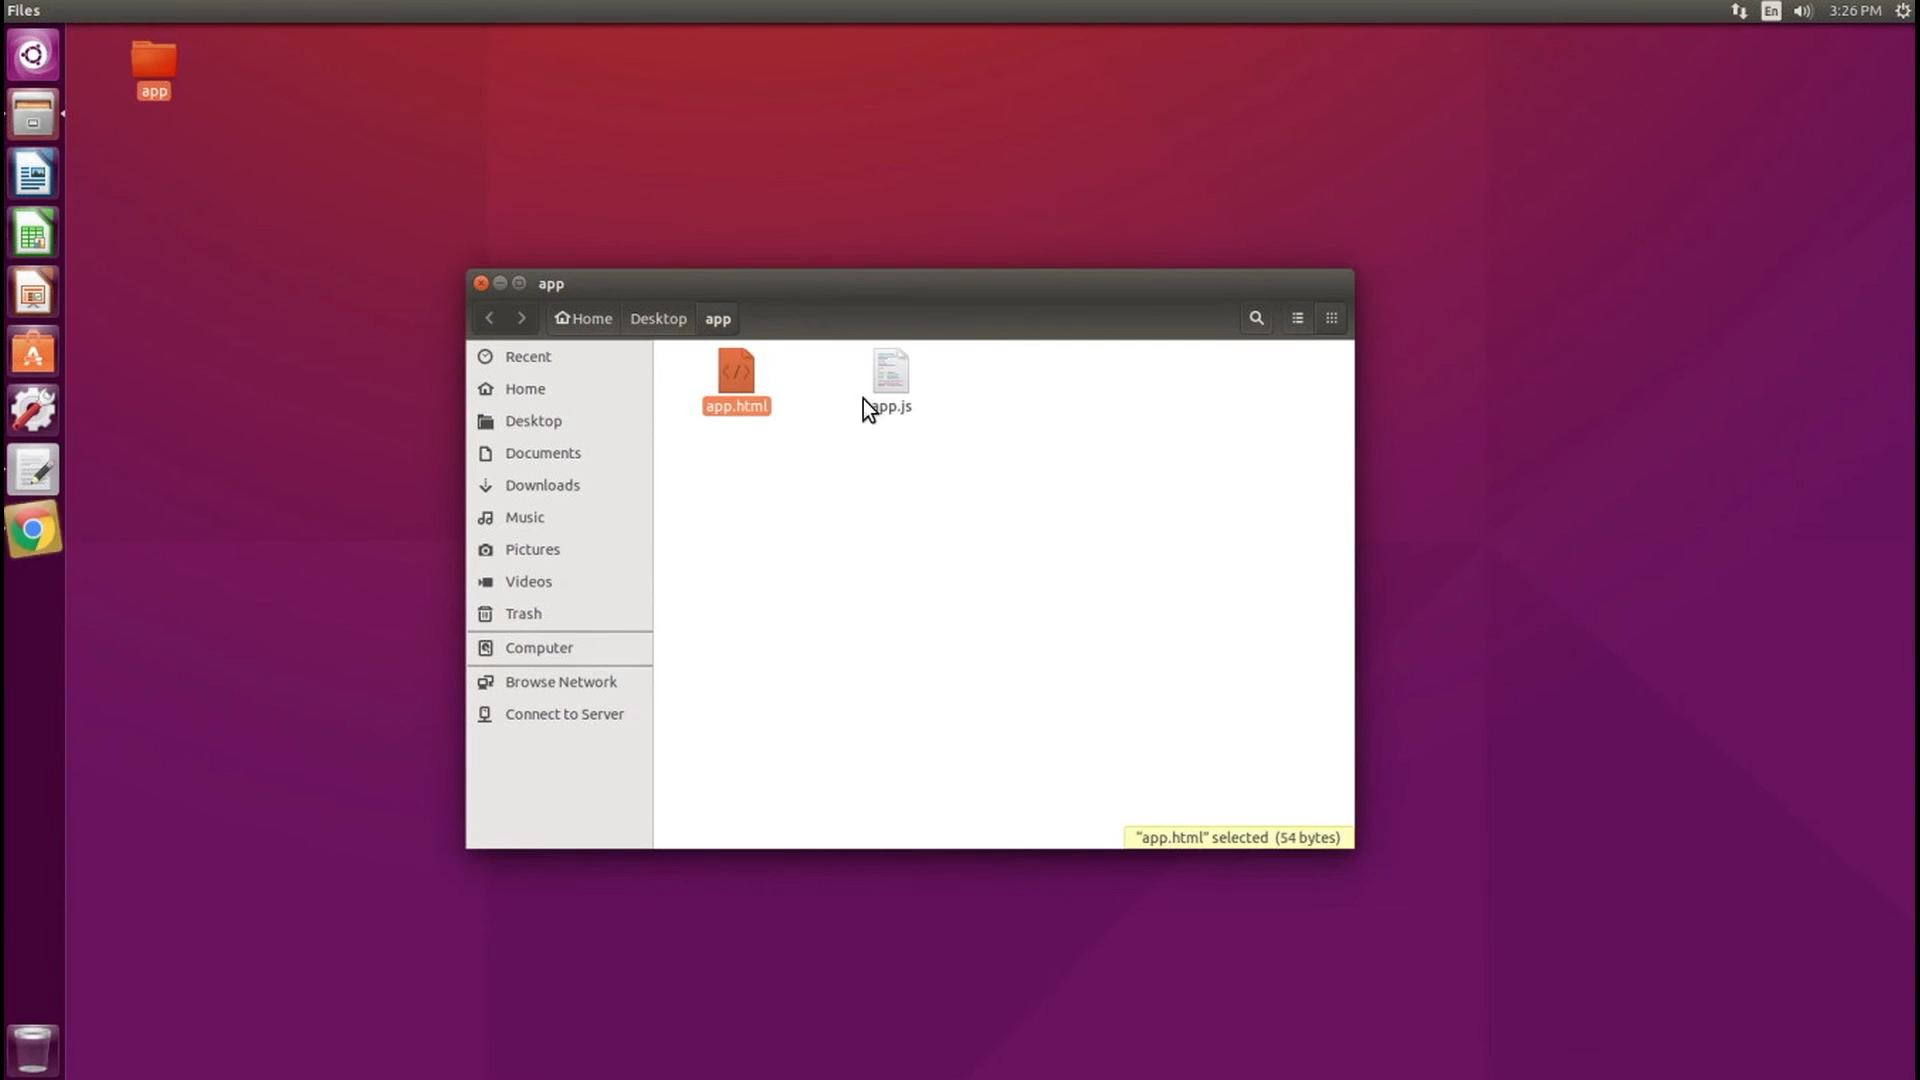 Files
En
3:26 PM
app
app
Home
Desktop
app
Recent
Home
Desktop
Documents
Downloads
Music
Pictures
Videos
Trash
Computer
Browse Network
Connect to Server
app.html
app.js
"app.html" selected (54 bytes)